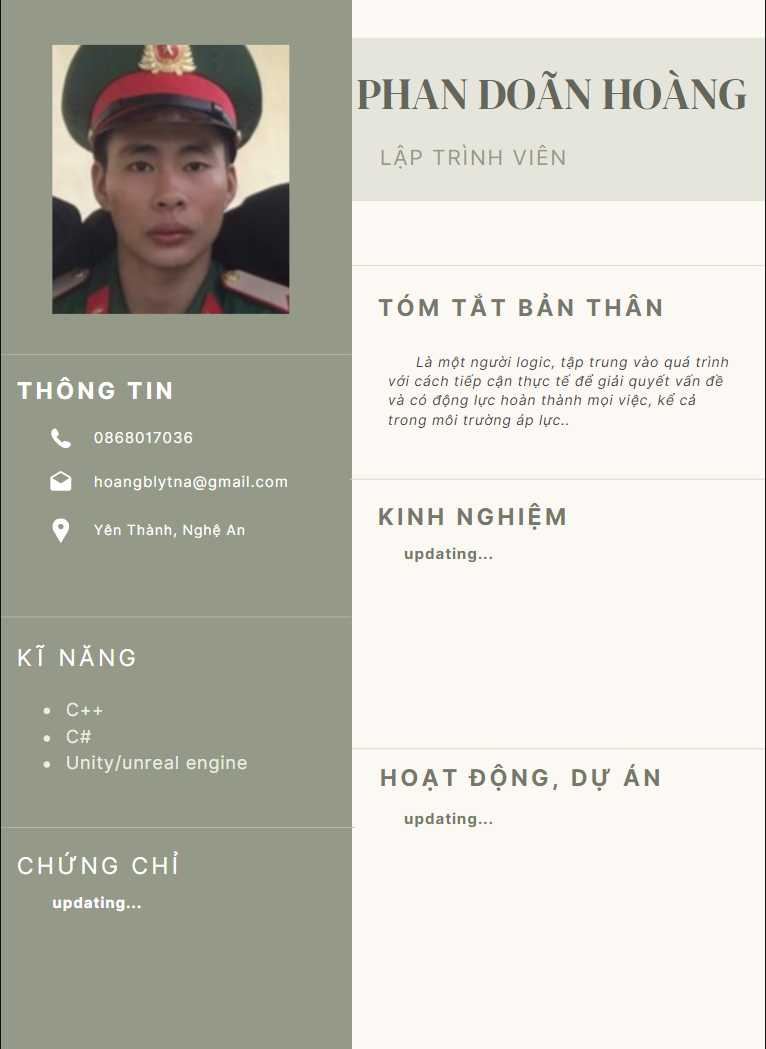 PHAN DOÃN HOÀNG
LẬP TRÌNH VIÊN
THÔNG TIN
0868017036
hoangblytna@gmail.com
Yên Thành, Nghệ An
KĨ NĂNG
C++
C#
Unity/unreal engine
CHỨNG CHỈ
updating...
TÓM TẮT BẢN THÂN
Là một người logic, tập trung vào quá trình
với cách tiếp cận thực tế để giải quyết vấn đề
và có động lực hoàn thành mọi việc, kể cả
trong môi trường áp lực..
KINH NGHIỆM
updating...
HOẠT ĐỘNG, DỰ ÁN
updating...